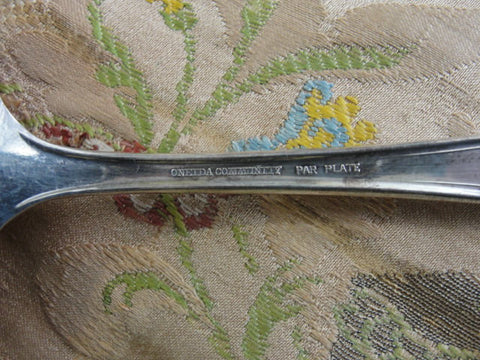 ONEIDA COMMUNITY PAR PLATE